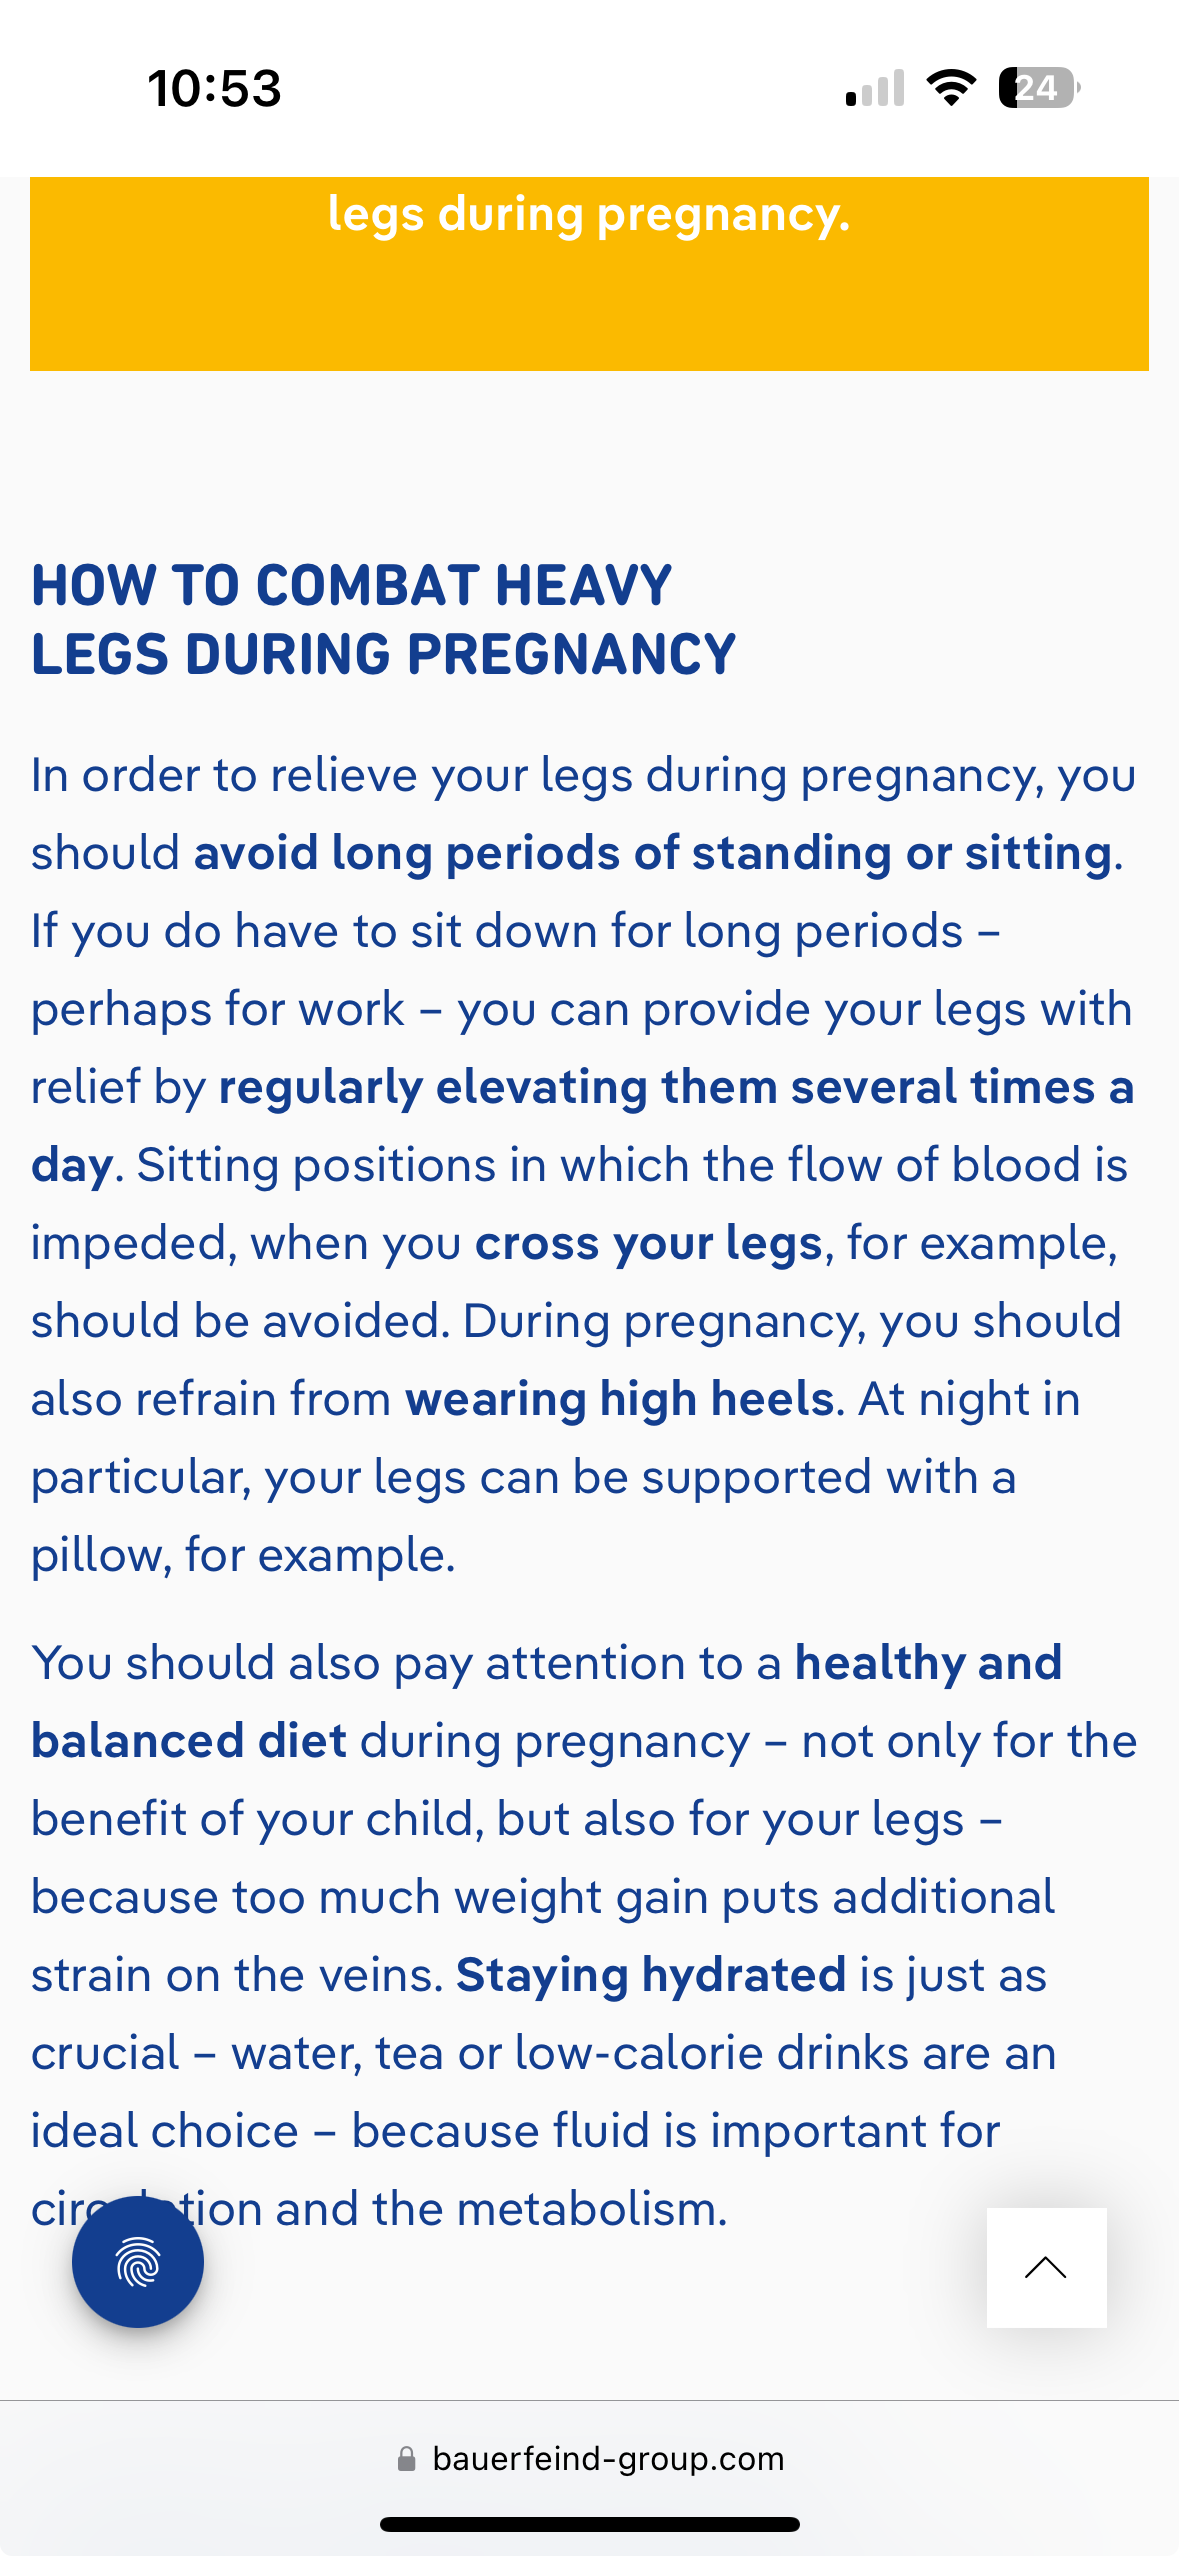 10:53
24
legs during pregnancy.
HOW TO COMBAT HEAVY
LEGS DURING PREGNANCY
In order to relieve your legs during pregnancy, you
should avoid long periods of standing or sitting.
If you do have to sit down for long periods –
perhaps for work – you can provide your legs with
relief by regularly elevating them several times a
day. Sitting positions in which the flow of blood is
impeded, when you cross your legs, for example,
should be avoided. During pregnancy, you should
also refrain from wearing high heels. At night in
particular, your legs can be supported with a
pillow, for example.
You should also pay attention to a healthy and
balanced diet during pregnancy – not only for the
benefit of your child, but also for your legs –
because too much weight gain puts additional
strain on the veins. Staying hydrated is just as
crucial – water, tea or low-calorie drinks are an
ideal choice – because fluid is important for
and the metabolism.
bauerfeind-group.com